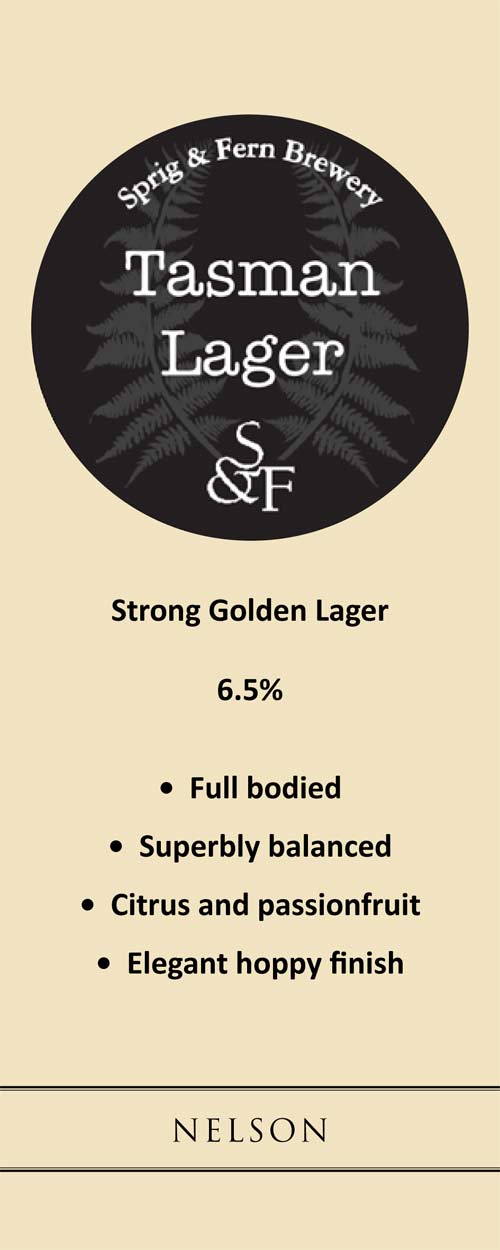 Sprig & Fern Brewery
Tasman
Lager
S
&F
Strong Golden Lager
6.5%
• Full bodied
• Superbly balanced
• Citrus and passionfruit
• Elegant hoppy finish
NELSON